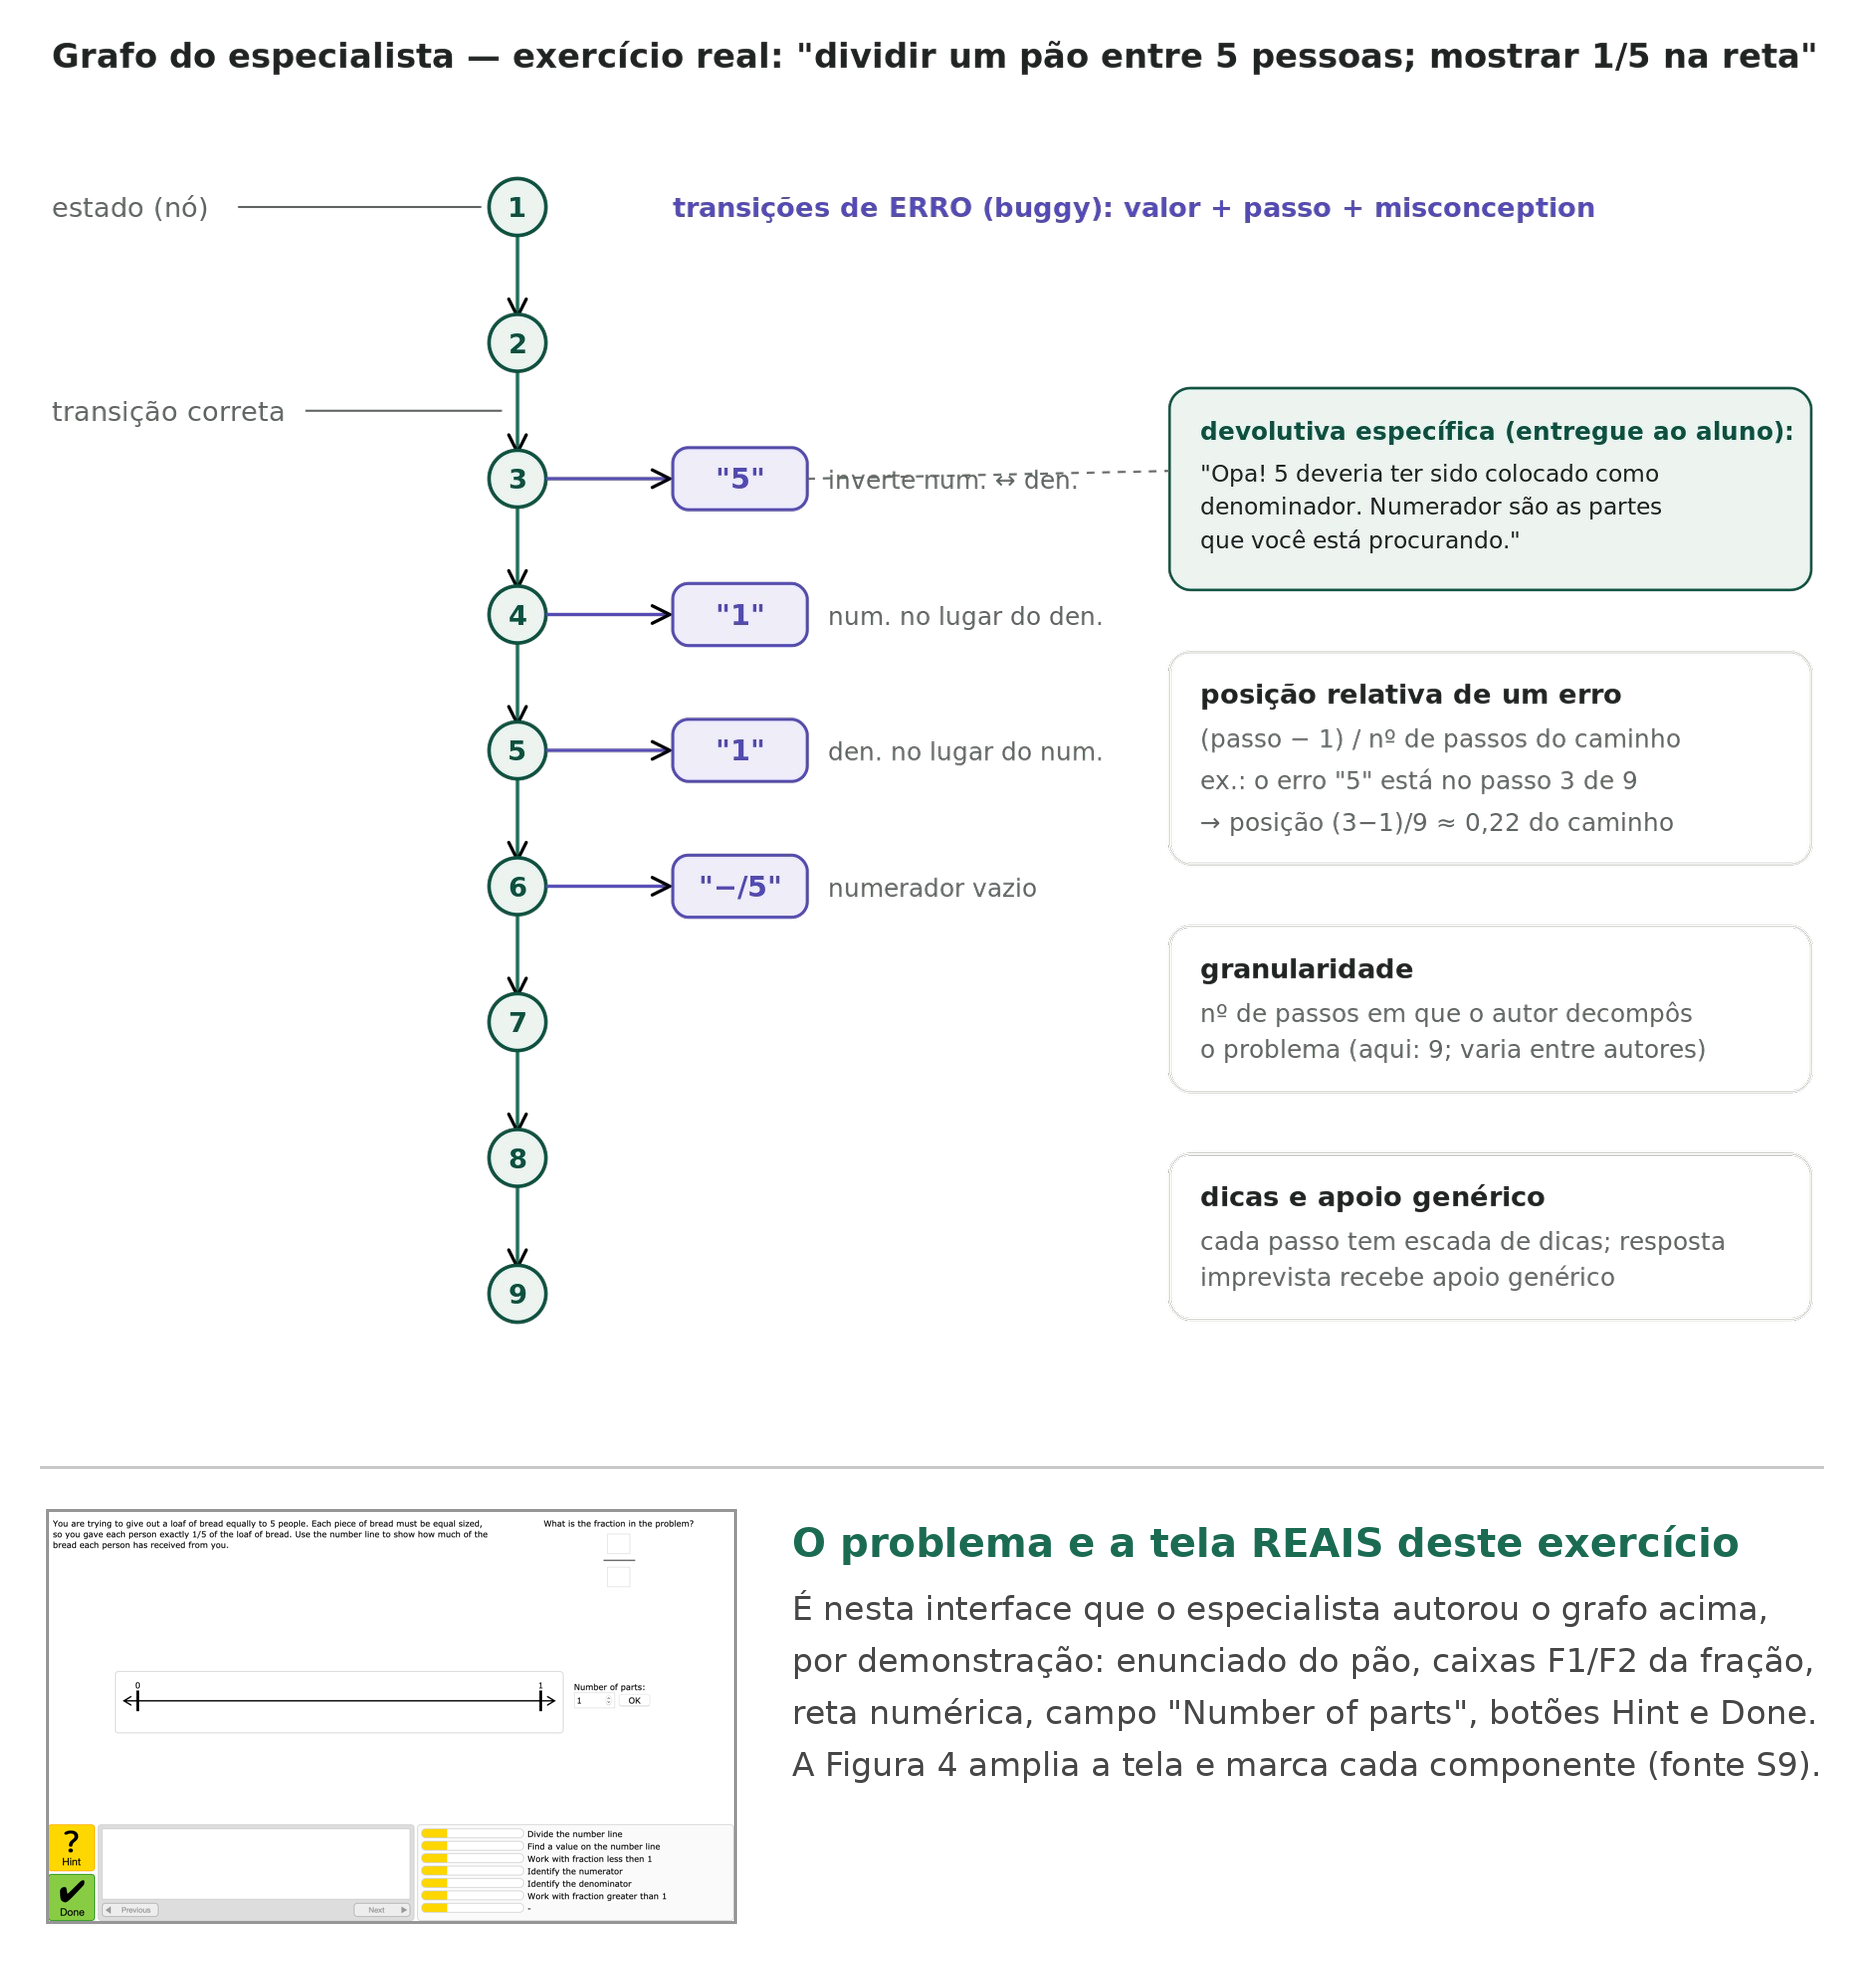 Grafo do especialista — exercício real: "dividir um pão entre 5 pessoas; mostrar 1/5 na reta"
estado (nó)
1
transições de ERRO (buggy): valor + passo + misconception
2
transição correta
3
"5"
inverte num. ↔ den.
devolutiva específica (entregue ao aluno):
"Opa! 5 deveria ter sido colocado como
denominador. Numerador são as partes
que você está procurando."
4
"1"
num. no lugar do den.
5
"1"
den. no lugar do num.
posição relativa de um erro
(passo − 1) / nº de passos do caminho
ex.: o erro "5" está no passo 3 de 9
→ posição (3−1)/9 ≈ 0,22 do caminho
6
"−/5"
numerador vazio
7
granularidade
nº de passos em que o autor decompôs
o problema (aqui: 9; varia entre autores)
8
9
dicas e apoio genérico
cada passo tem escada de dicas; resposta
imprevista recebe apoio genérico
You are trying to give out a loaf of bread equally to 5 people. Each piece of bread must be equal sized,
so you gave each person exactly 1/5 of the loaf of bread. Use the number line to show how much of the
bread each person has received from you.
What is the fraction in the problem?
0
1
Number of parts:
1
OK
?
Hint
Done
Previous
Next
Divide the number line
Find a value on the number line
Work with fraction less then 1
Identify the numerator
Identify the denominator
Work with fraction greater than 1
-
O problema e a tela REAIS deste exercício
É nesta interface que o especialista autorou o grafo acima,
por demonstração: enunciado do pão, caixas F1/F2 da fração,
reta numérica, campo "Number of parts", botões Hint e Done.
A Figura 4 amplia a tela e marca cada componente (fonte S9).